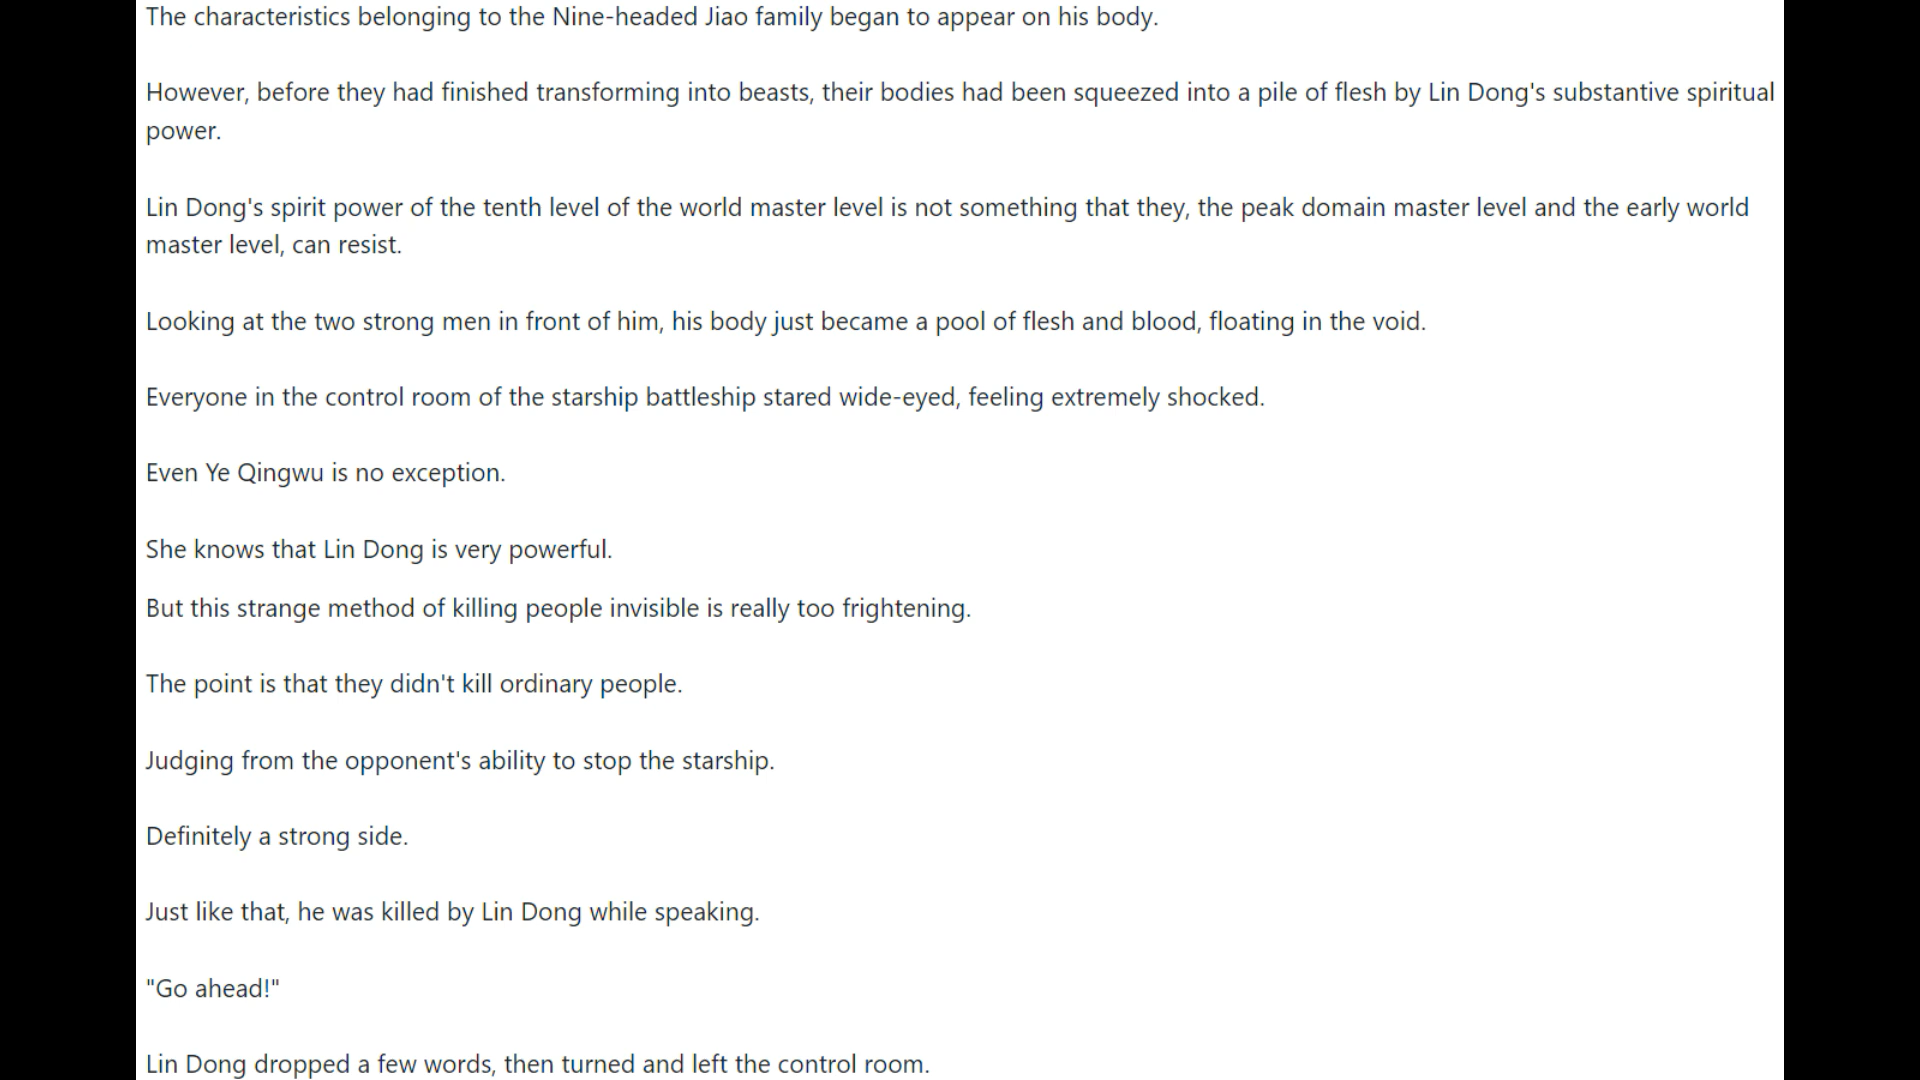 The characteristics belonging to the Nine-headed Jiao family began to appear on his body.
However, before they had finished transforming into beasts, their bodies had been squeezed into a pile of flesh by Lin Dong's substantive spiritual
power.
Lin Dong's spirit power of the tenth level of the world master level is not something that they, the peak domain master level and the early world
master level, can resist.
Looking at the two strong men in front of him, his body just became a pool of flesh and blood, floating in the void.
Everyone in the control room of the starship battleship stared wide-eyed, feeling extremely shocked.
Even Ye Qingwu is no exception.
She knows that Lin Dong is very powerful.
But this strange method of killing people invisible is really too frightening.
The point is that they didn't kill ordinary people.
Judging from the opponent's ability to stop the starship.
Definitely a strong side.
Just like that, he was killed by Lin Dong while speaking.
"Go ahead!"
Lin Dong dropped a few words, then turned and left the control room.